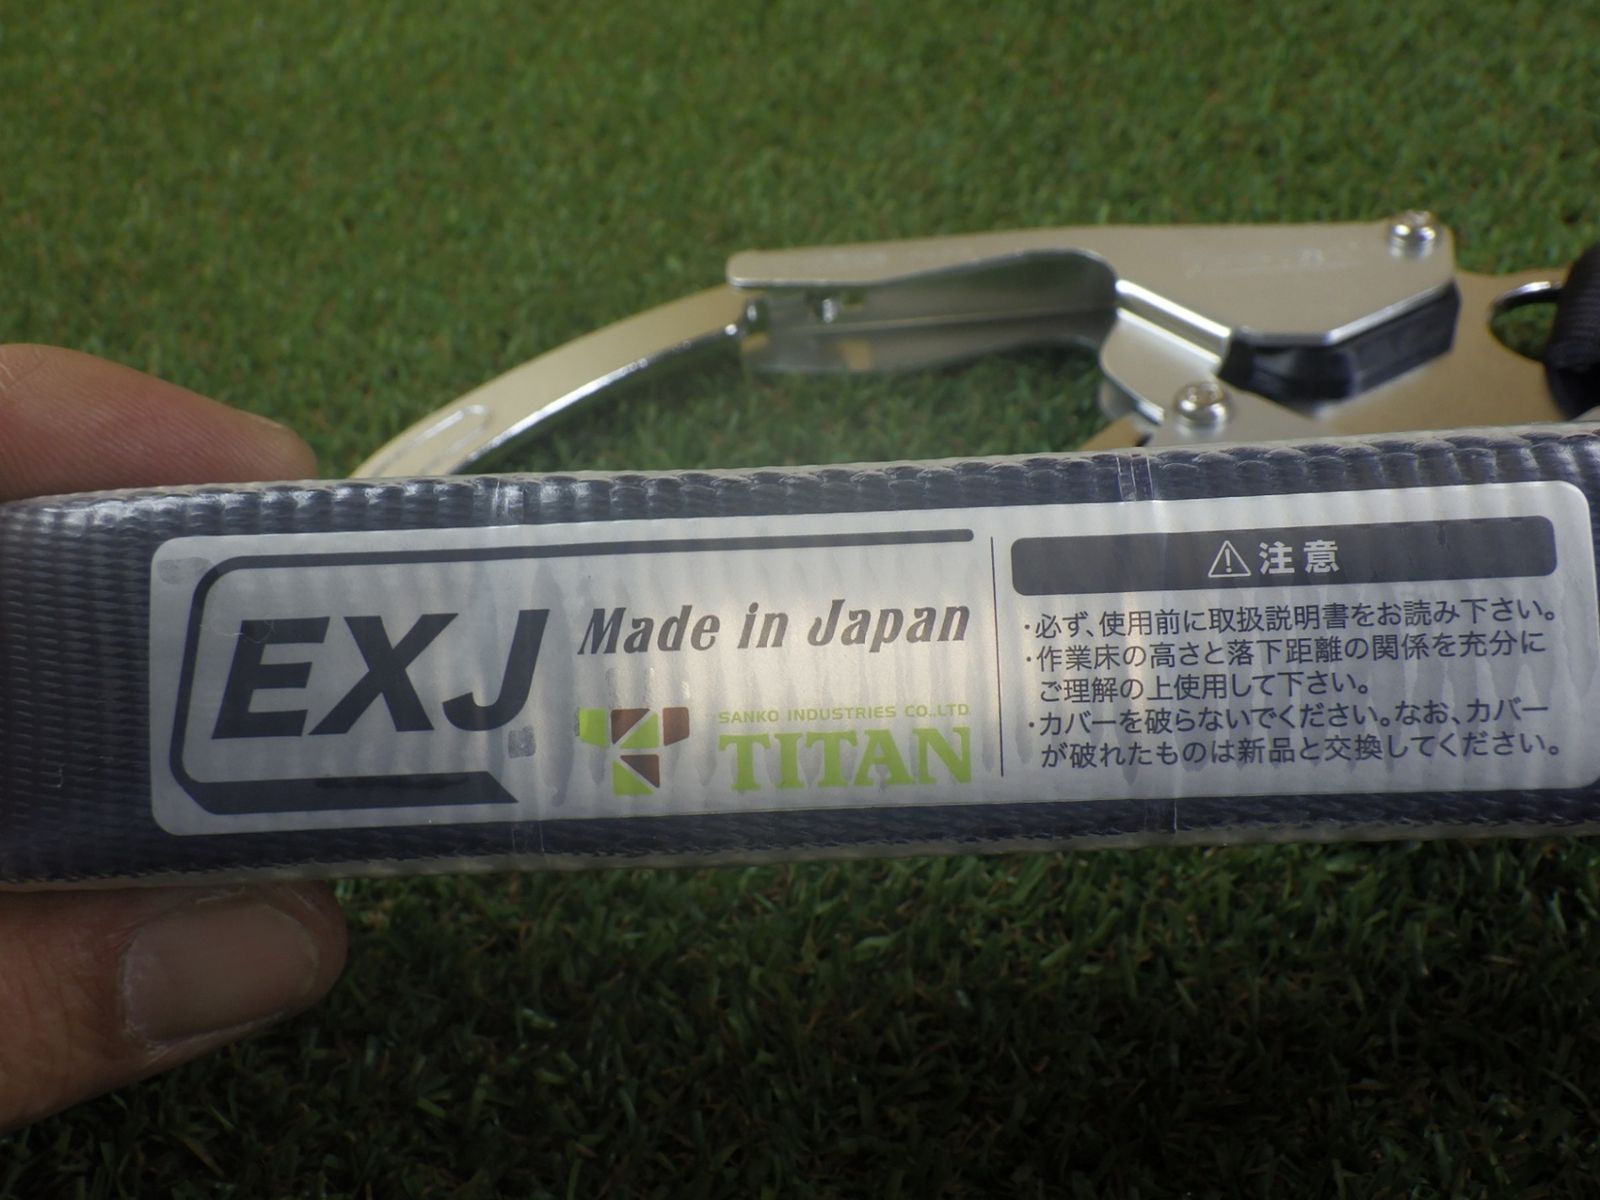 EXJ
Made in Japan
SANKO INDUSTRIES CO.,LTD.
TITAN
注意
・必ず、使用前に取扱説明書をお読み下さい。
・作業床の高さと落下距離の関係を充分に
ご理解の上使用して下さい。
・カバーを破らないでください。なお、カバー
が破れたものは新品と交換してください。